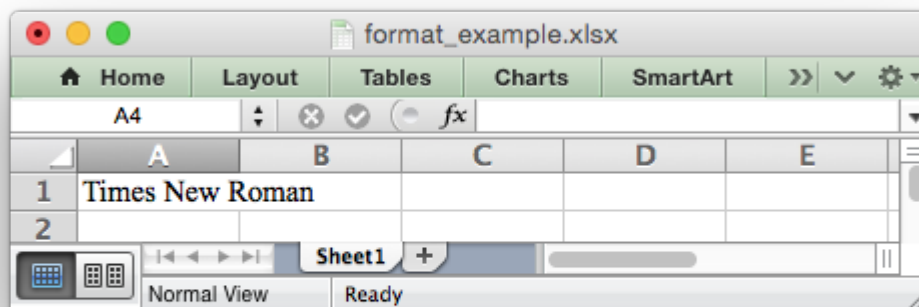 format_example.xlsx
Home Layout Tables Charts SmartArt
A4 fx
A B C D E
1 Times New Roman
2
Sheet1 +
Normal View Ready